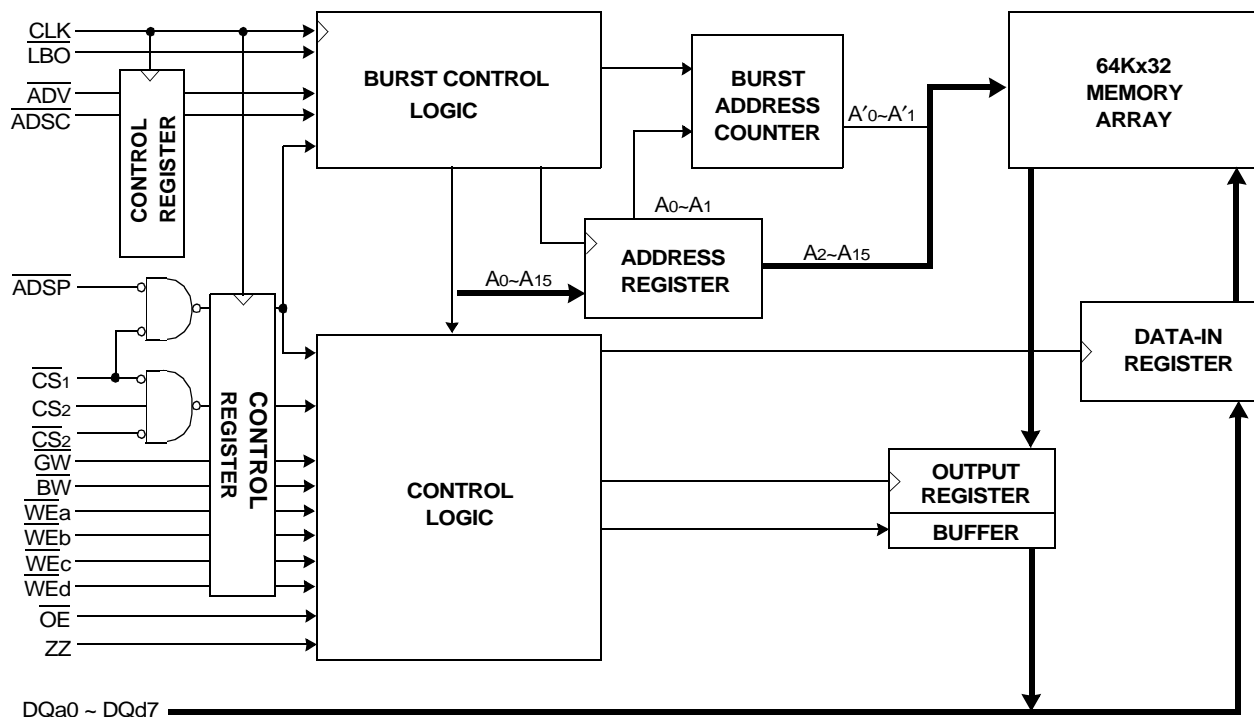 CLK
LBO
ADV
ADSC
CONTROL
REGISTER
BURST CONTROL
LOGIC
BURST
ADDRESS
COUNTER
A′0~A′1
64Kx32
MEMORY
ARRAY
A0~A1
ADDRESS
REGISTER
A0~A15
A2~A15
ADSP
CS1
CS2
CS2
GW
BW
WEa
WEb
WEc
WEd
OE
ZZ
CONTROL
REGISTER
CONTROL
LOGIC
DATA-IN
REGISTER
OUTPUT
REGISTER
BUFFER
DQa0 ~ DQd7